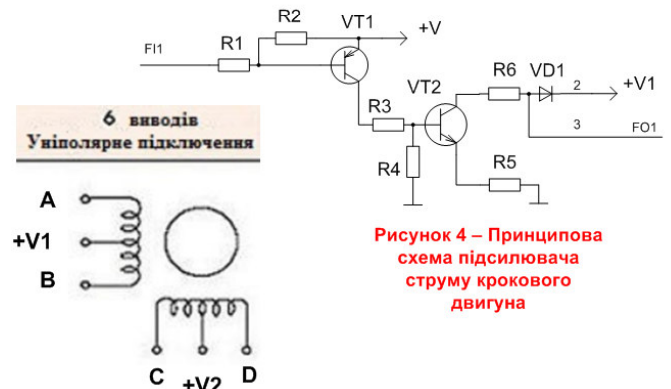 R2
VT1
+V
FI1
R1
R6
VD1
VT2
2
+V1
R3
3
FO1
R4
R5
6 виводів
Уніполярне підключення
A
+V1
B
C +V2 D
Рисунок 4 – Принципова
схема підсилювача
струму крокового
двигуна